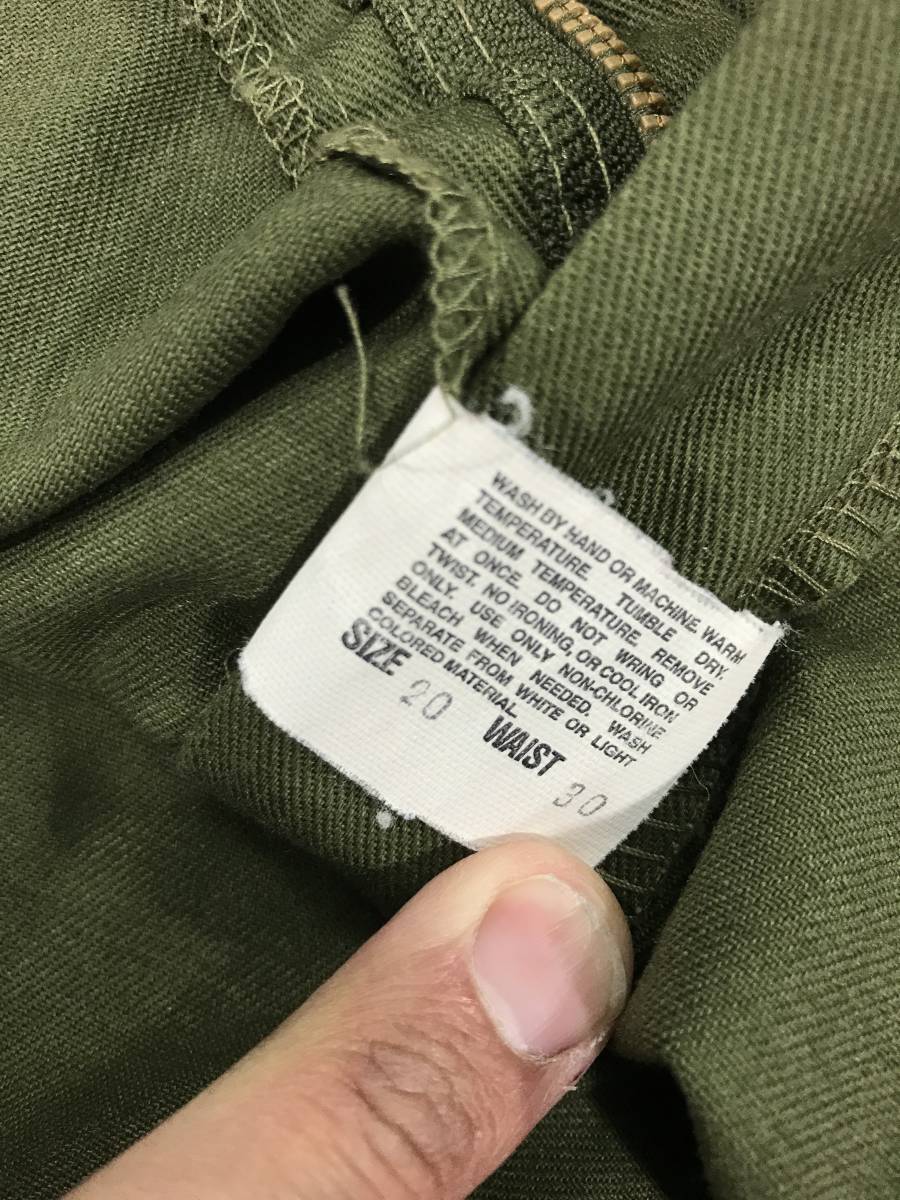 WASH BY HAND OR MACHINE WARM
TEMPERATURE. TUMBLE DRY.
MEDIUM TEMPERATURE. REMOVE
AT ONCE. DO NOT WRING OR
TWIST. NO IRONING, OR COOL IRON
ONLY. USE ONLY NON-CHLORINE
BLEACH WHEN NEEDED. WASH
SEPARATE FROM WHITE OR LIGHT
COLORED MATERIAL.
SIZE 20 WAIST 30